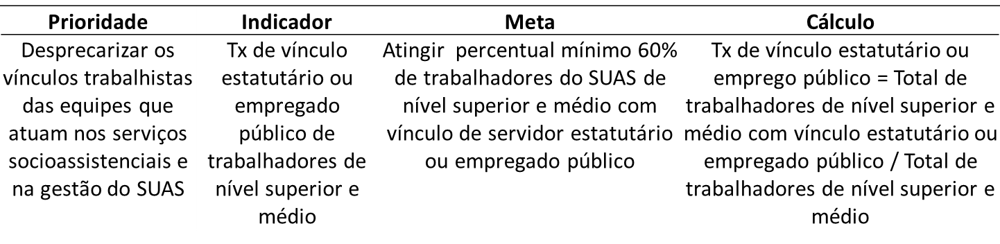 Prioridade
Indicador
Meta
Cálculo
Desprecarizar os
vínculos trabalhistas
das equipes que
atuam nos serviços
socioassistenciais e
na gestão do SUAS
Tx de vínculo
estatutário ou
empregado
público de
trabalhadores de
nível superior e
médio
Atingir percentual mínimo 60%
de trabalhadores do SUAS de
nível superior e médio com
vínculo de servidor estatutário
ou empregado público
Tx de vínculo estatutário ou
emprego público = Total de
trabalhadores de nível superior e
médio com vínculo estatutário ou
empregado público / Total de
trabalhadores de nível superior e
médio